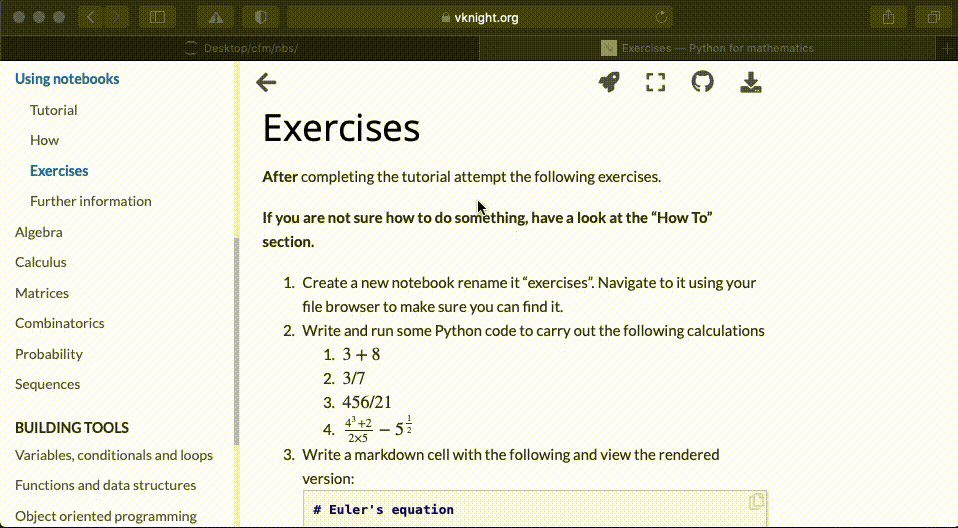 vknight.org
Desktop/cfm/nbs/
Exercises — Python for mathematics
Using notebooks
Tutorial
How
Exercises
Further information
Algebra
Calculus
Matrices
Combinatorics
Probability
Sequences
BUILDING TOOLS
Variables, conditionals and loops
Functions and data structures
Object oriented programming
Exercises
After completing the tutorial attempt the following exercises.
If you are not sure how to do something, have a look at the “How To”
section.
1. Create a new notebook rename it “exercises”. Navigate to it using your
file browser to make sure you can find it.
2. Write and run some Python code to carry out the following calculations
1. 3 + 8
2. 3/7
3. 456/21
4. \frac{4^3+2}{2×5} − 5^{\frac{1}{2}}
3. Write a markdown cell with the following and view the rendered
version:
# Euler's equation